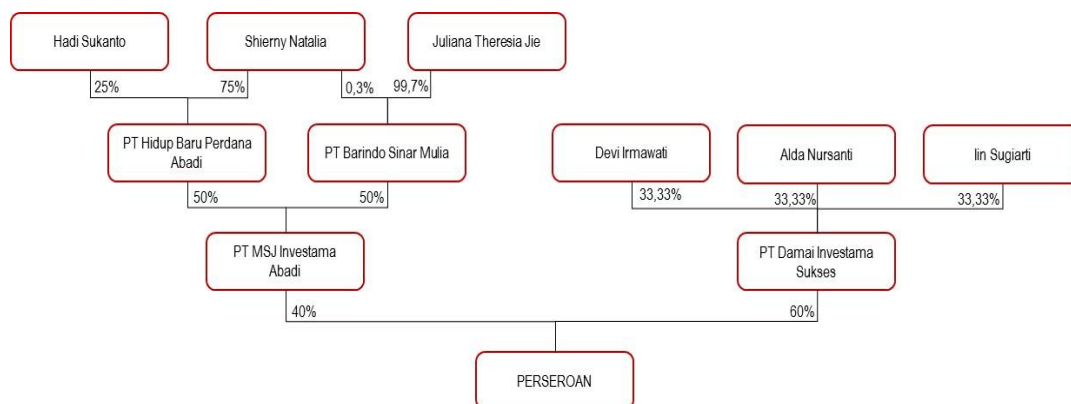 Hadi Sukanto
Shierny Natalia
Juliana Theresia Jie
25%
75%
0,3%
99,7%
PT Hidup Baru Perdana
Abadi
PT Barindo Sinar Mulia
Devi Irmawati
Alda Nursanti
Iin Sugiarti
50%
50%
33,33%
33,33%
33,33%
PT MSJ Investama
Abadi
PT Damai Investama
Sukses
40%
60%
PERSEROAN